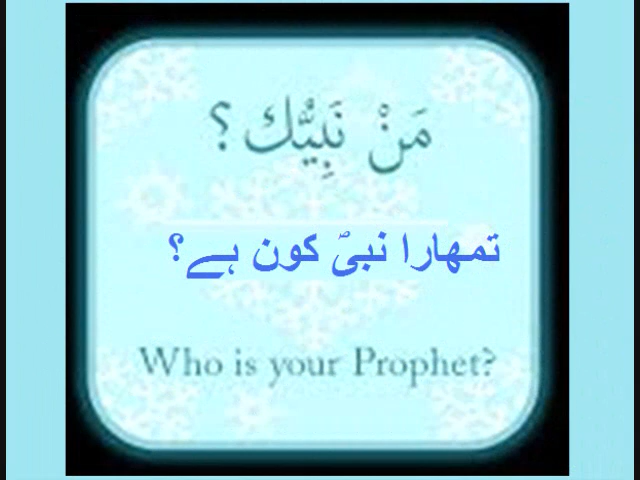 مَنْ نَبِيُّك ؟
تمھارا نبیؐ کون ہے؟
Who is your Prophet?